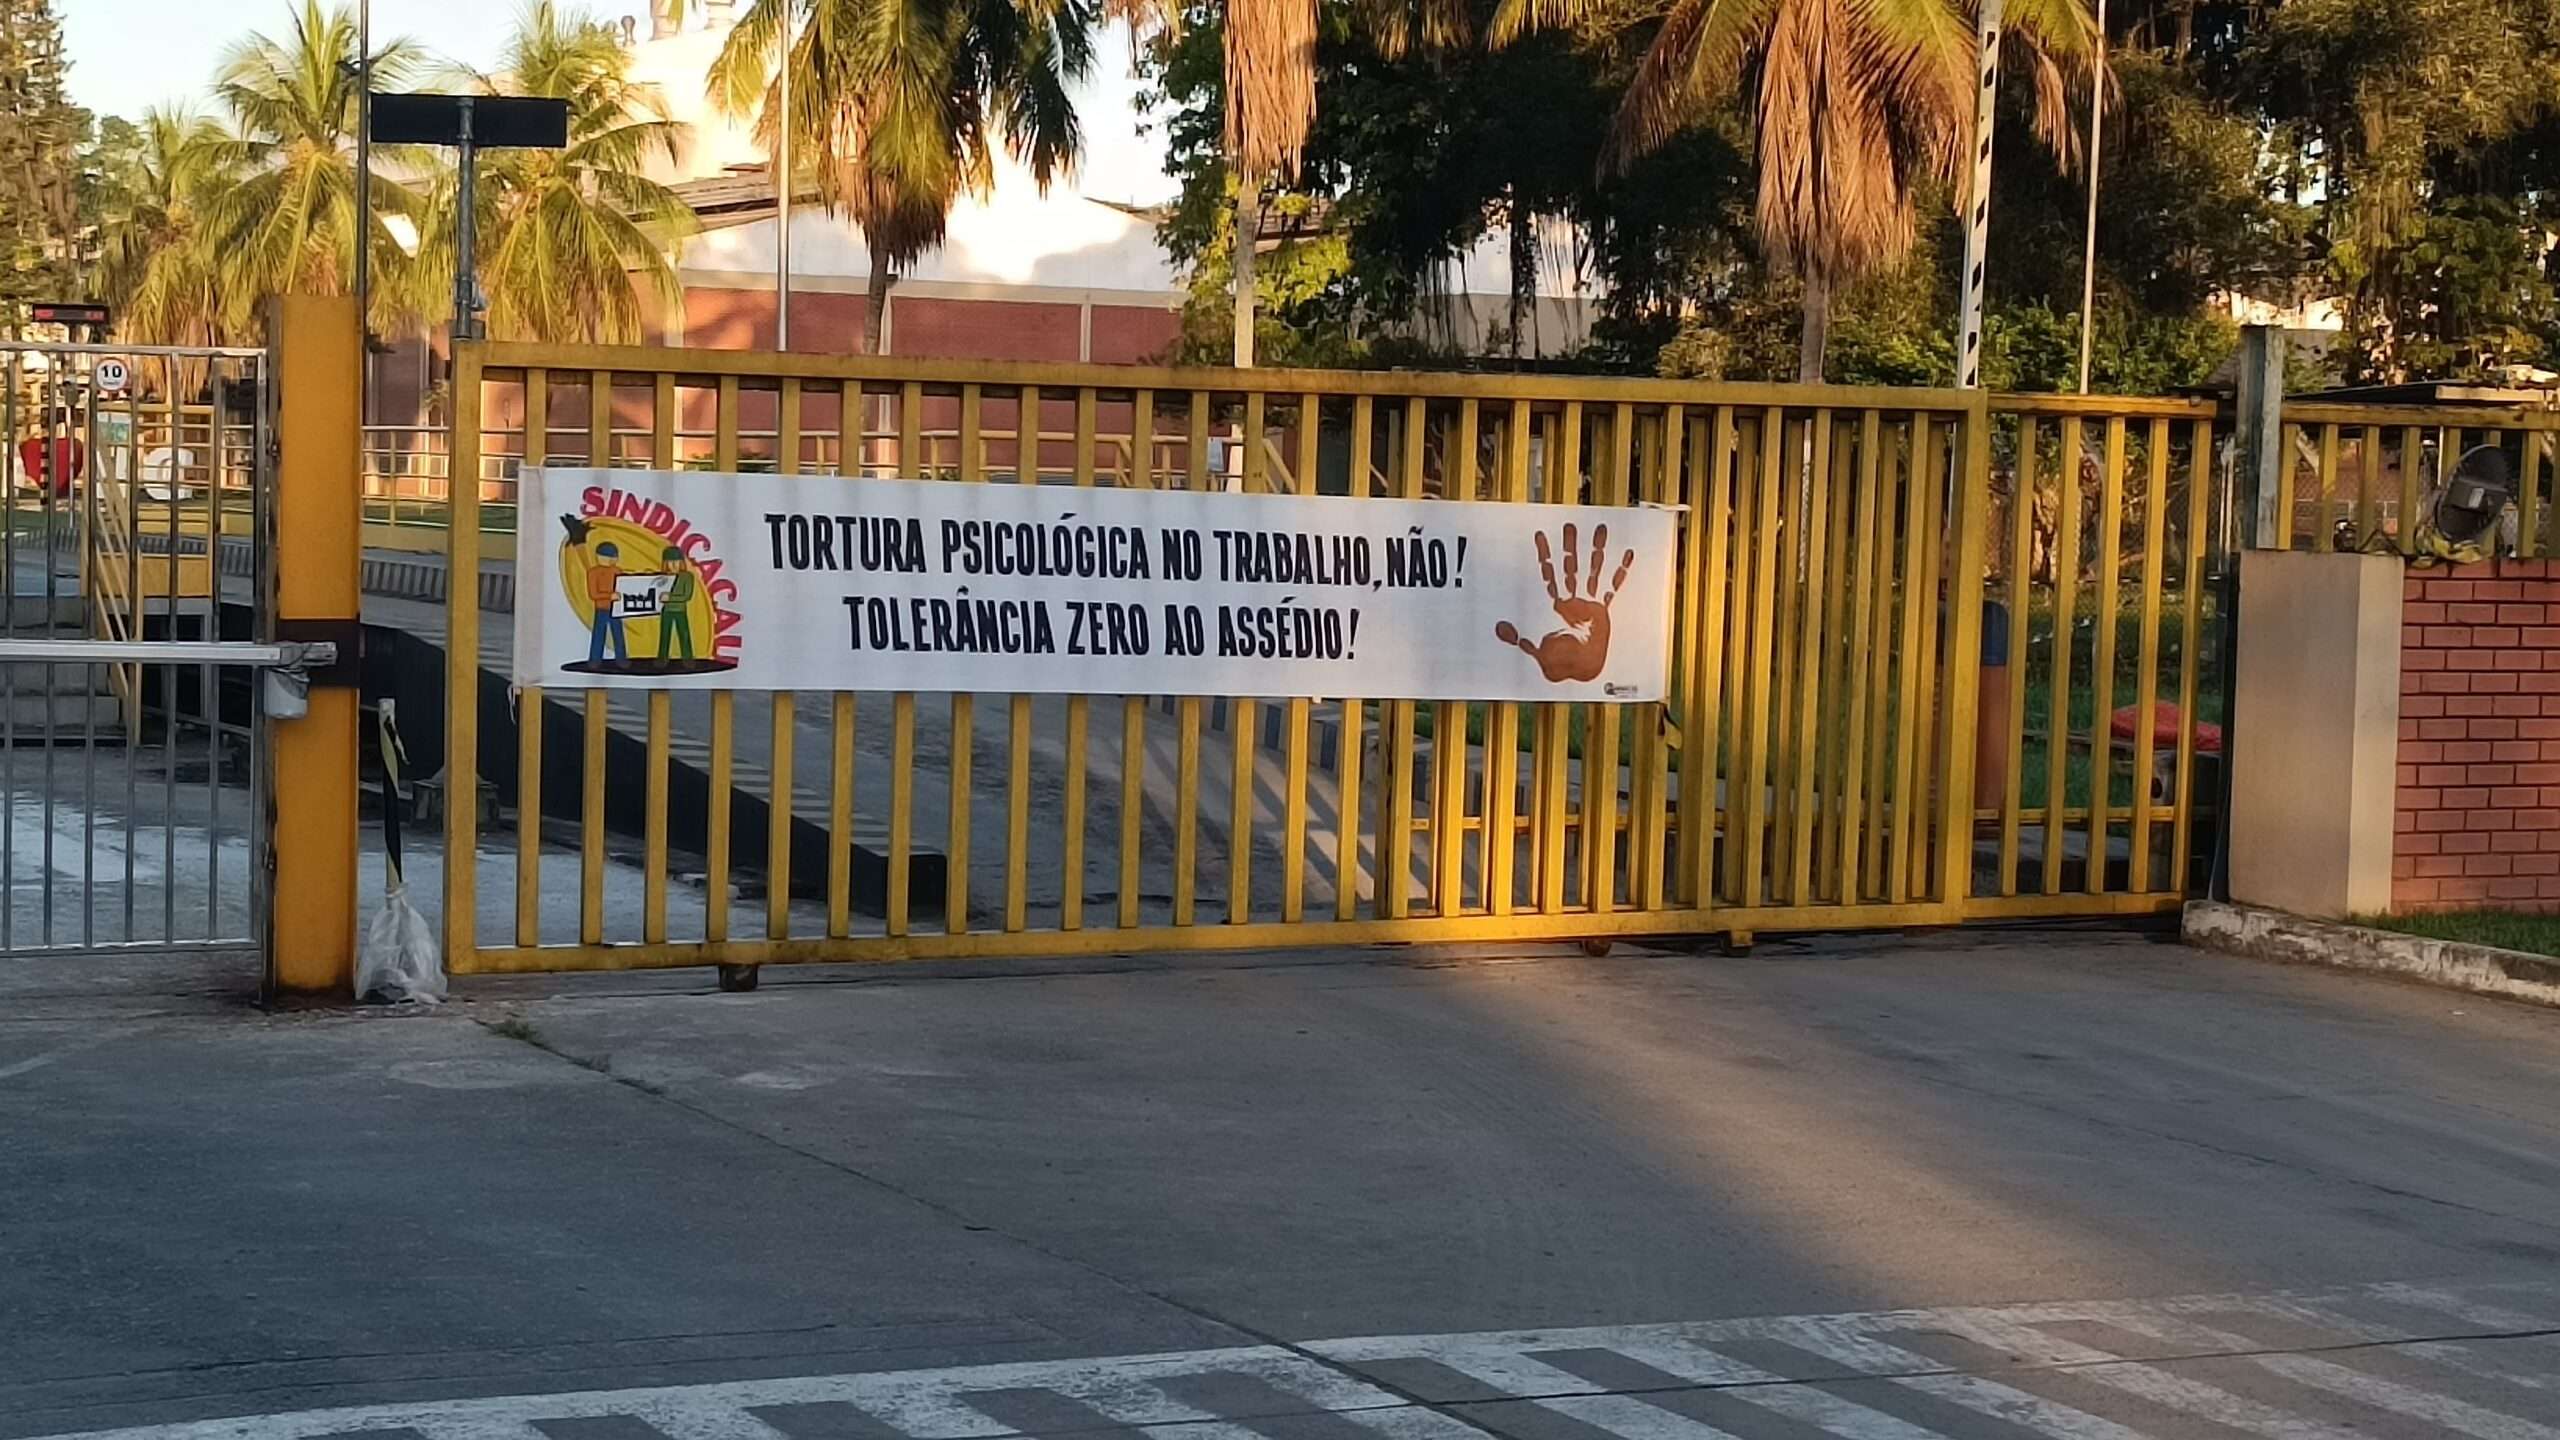 10
SINDICACAU
TORTURA PSICOLÓGICA NO TRABALHO, NÃO!
TOLERÂNCIA ZERO AO ASSÉDIO!